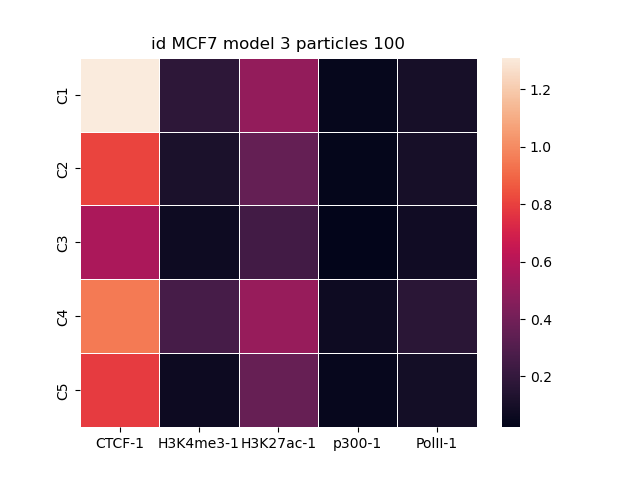 id MCF7 model 3 particles 100
C1
C2
C3
C4
C5
CTCF-1 H3K4me3-1 H3K27ac-1 p300-1 PolII-1
1.2
1.0
0.8
0.6
0.4
0.2